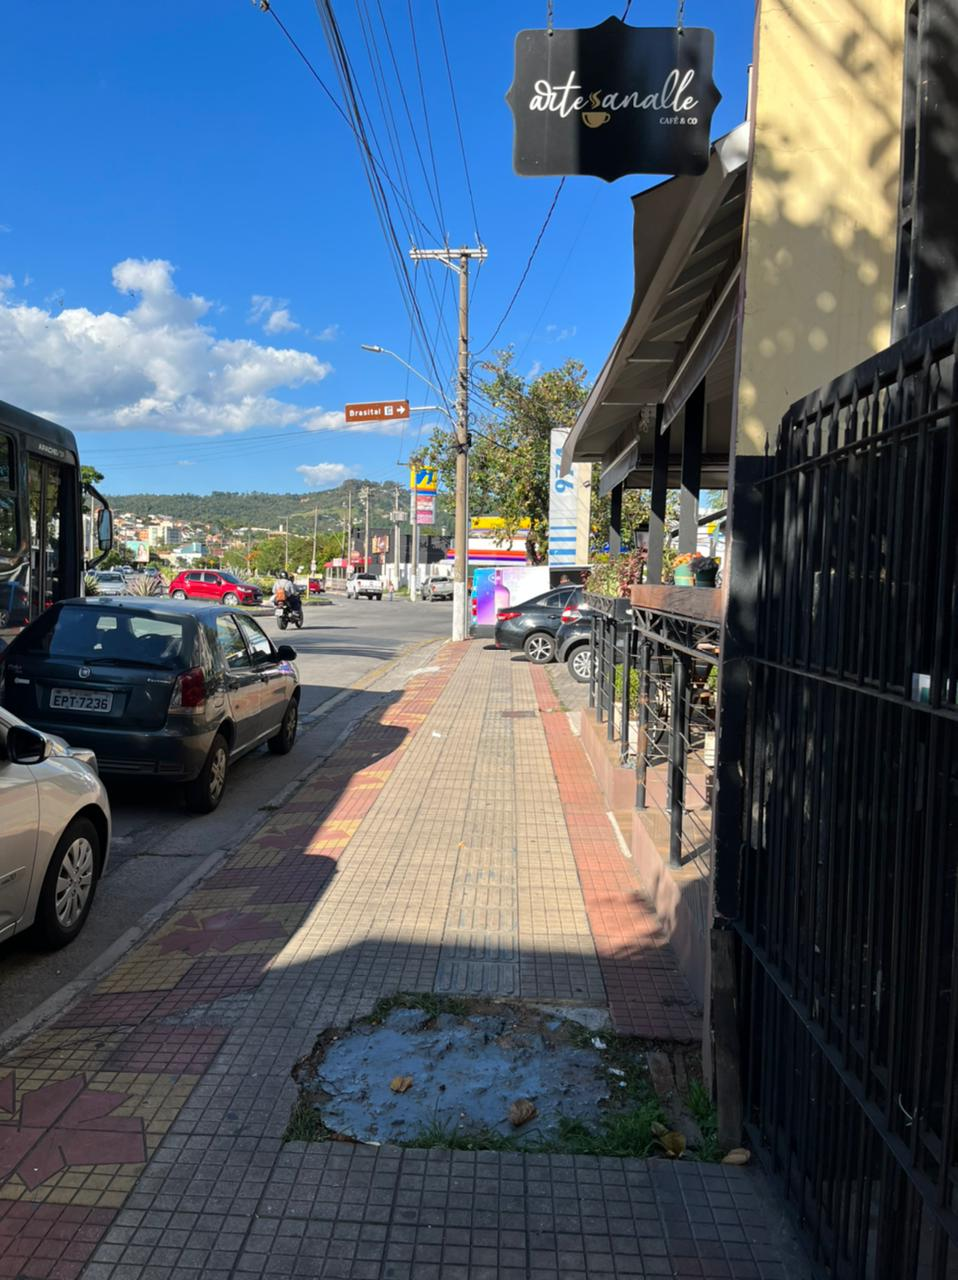 artesanalle
CAFÉ & CO
Brasital
EPT-7236